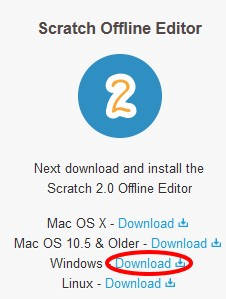 Scratch Offline Editor
2
Next download and install the
Scratch 2.0 Offline Editor
Mac OS X - Download
Mac OS 10.5 & Older - Download
Windows - Download
Linux - Download